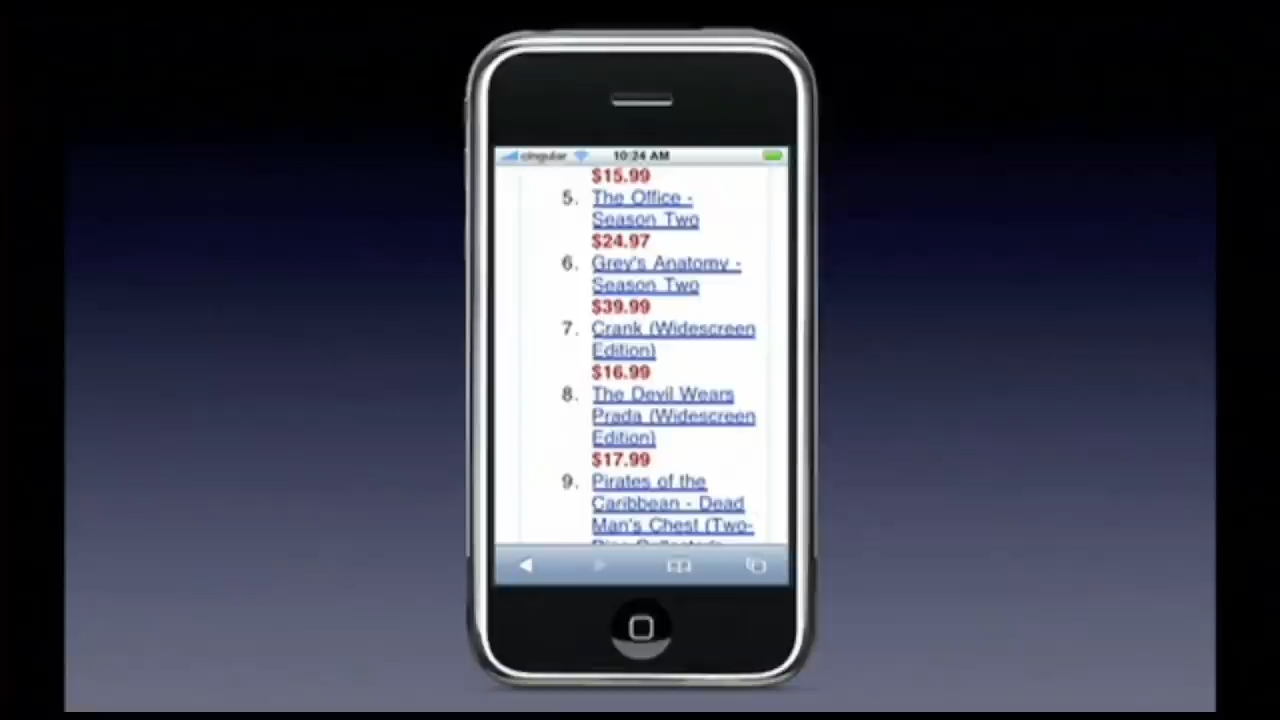 cingular 10:24 AM
$15.99
5. The Office -
Season Two
$24.97
6. Grey's Anatomy -
Season Two
$39.99
7. Crank (Widescreen
Edition)
$16.99
8. The Devil Wears
Prada (Widescreen
Edition)
$17.99
9. Pirates of the
Caribbean - Dead
Man's Chest (Two-